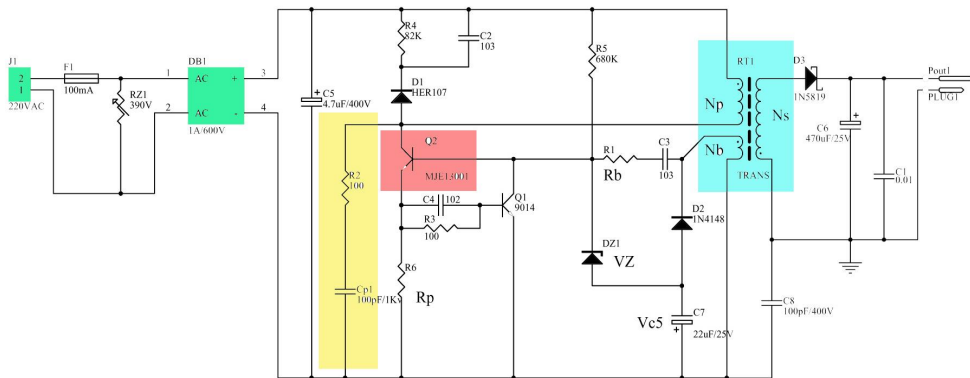 J1
2
1
220VAC
F1
100mA
RZ1
390V
1
2
DB1
AC
+
AC
-
1A/600V
3
4
C5
+
4.7uF/400V
R4
82K
C2
103
D1
HER107
R2
100
Cp1
100pF/1KV
Q2
MJE13001
C4
102
R3
100
Q1
9014
R6
Rp
R5
680K
R1
Rb
C3
103
D2
1N4148
DZ1
VZ
Vc5
C7
22uF/25V
+
RT1
Np
Ns
Nb
TRANS
D3
1N5819
C6
+
470uF/25V
C1
0.01
Pout1
PLUG1
C8
100pF/400V